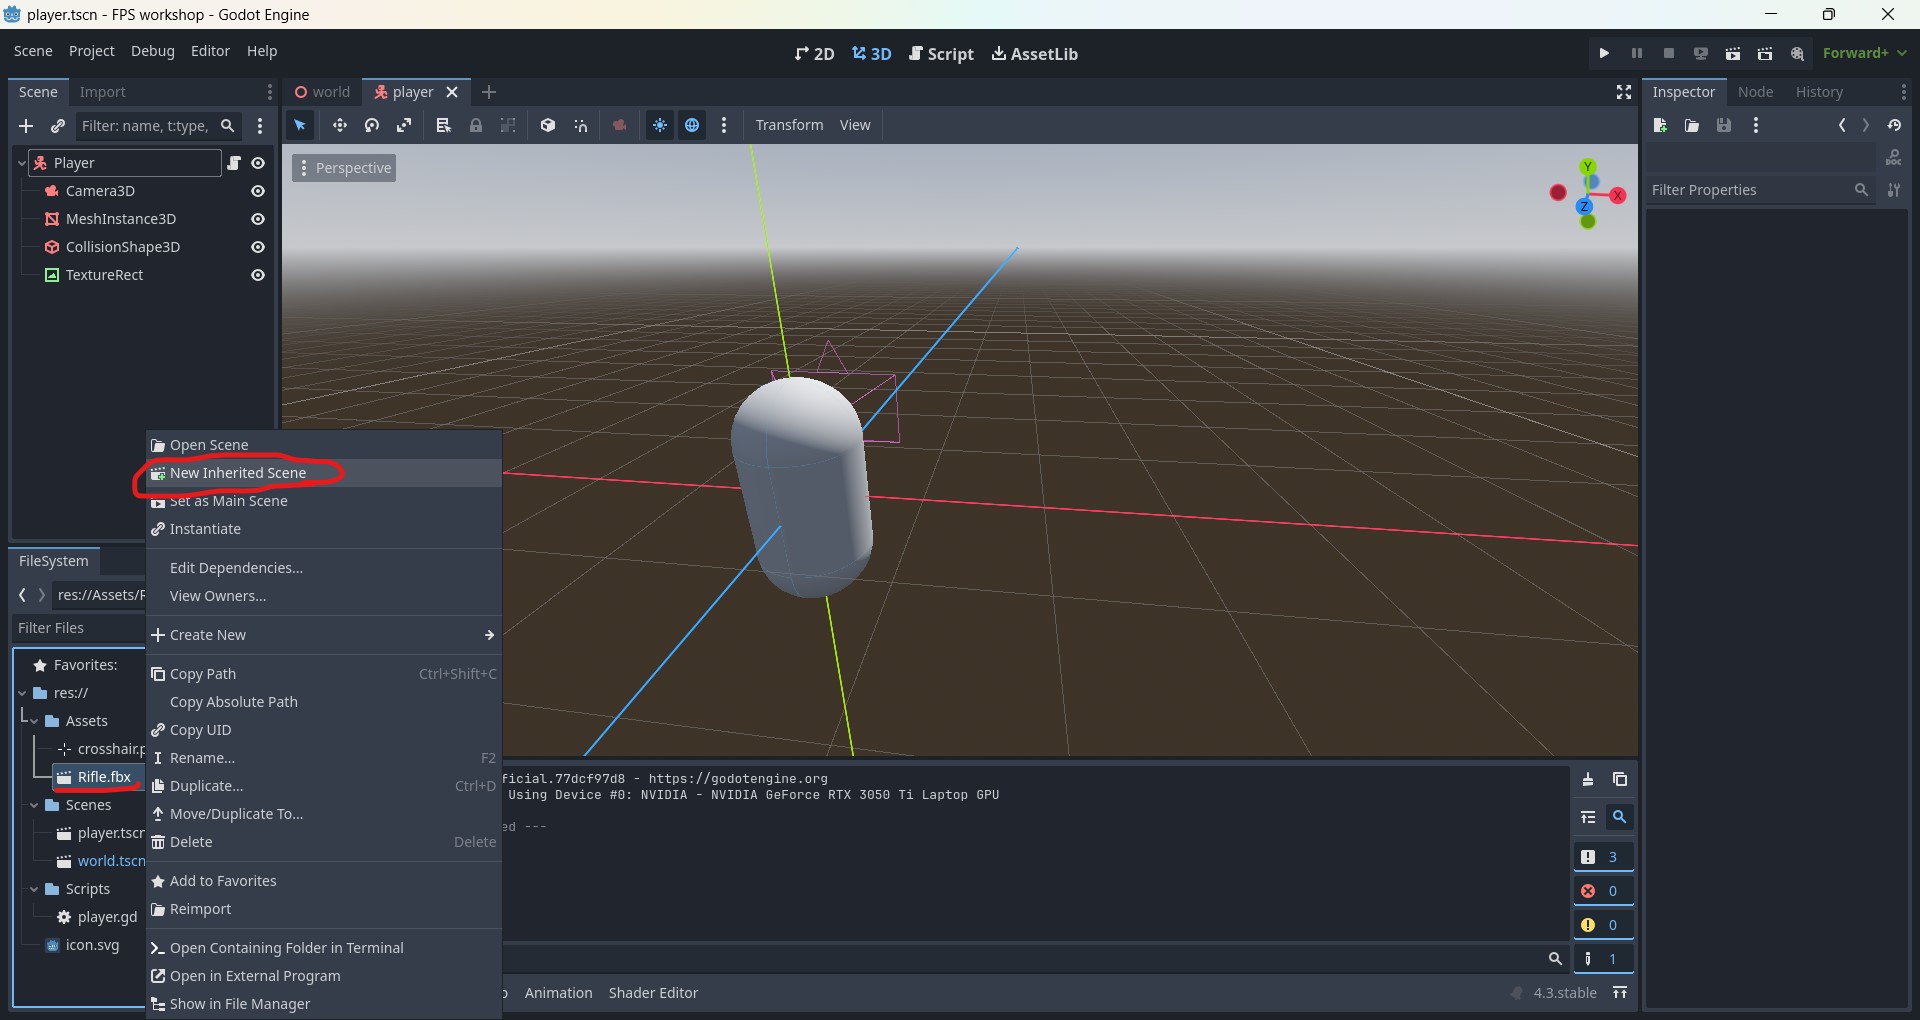 player.tscn - FPS workshop - Godot Engine
Scene Project Debug Editor Help
2D 3D Script AssetLib
Forward+
Scene Import
world player
Inspector Node History
Filter: name, t:type,
Transform View
Player
Camera3D
MeshInstance3D
CollisionShape3D
TextureRect
Perspective
Y
X
Z
DOC
Filter Properties
Open Scene
New Inherited Scene
Set as Main Scene
Instantiate
Edit Dependencies...
View Owners...
Create New
Copy Path Ctrl+Shift+C
Copy Absolute Path
Copy UID
Rename... F2
Duplicate... Ctrl+D
Move/Duplicate To...
Delete Delete
Add to Favorites
Reimport
Open Containing Folder in Terminal
Open in External Program
Show in File Manager
FileSystem
res://Assets/R
Filter Files
Favorites:
res://
Assets
crosshair.p
Rifle.fbx
Scenes
player.tscn
world.tscn
Scripts
player.gd
icon.svg
ficial.77dcf97d8 - https://godotengine.org
Using Device #0: NVIDIA - NVIDIA GeForce RTX 3050 Ti Laptop GPU
ed ---
3
0
0
1
o Animation Shader Editor
4.3.stable